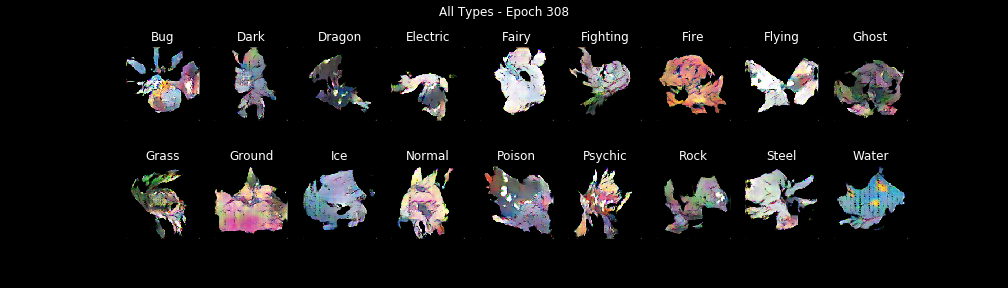 All Types - Epoch 308
Bug Dark Dragon Electric Fairy Fighting Fire Flying Ghost
Grass Ground Ice Normal Poison Psychic Rock Steel Water